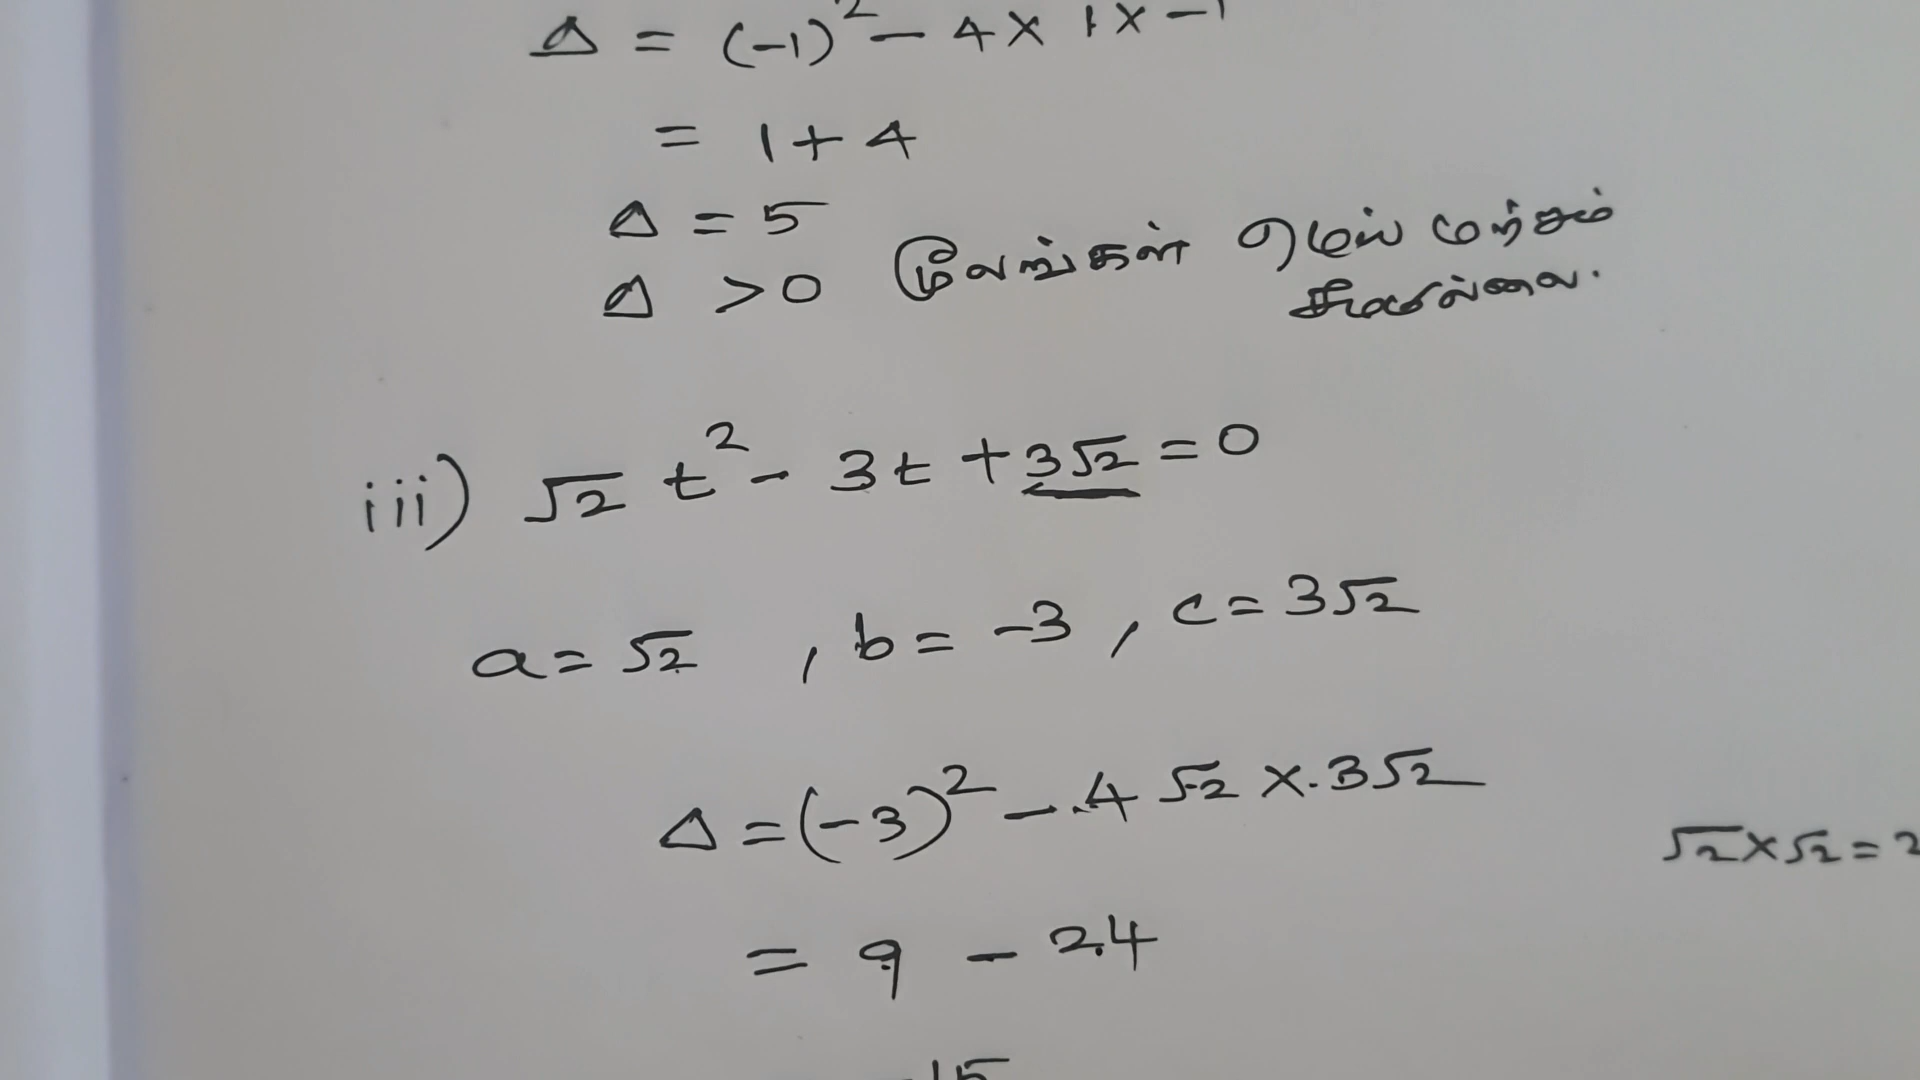 Δ = (-1)² - 4 × 1 × -1
= 1 + 4
Δ = 5
Δ > 0 மூலங்கள் மெய் மற்றும்
சமமில்லை.
iii) √2 t² - 3t + 3√2 = 0
a = √2 , b = -3 , c = 3√2
Δ = (-3)² - 4 √2 × 3√2
√2 × √2 = 2
= 9 - 24
-15